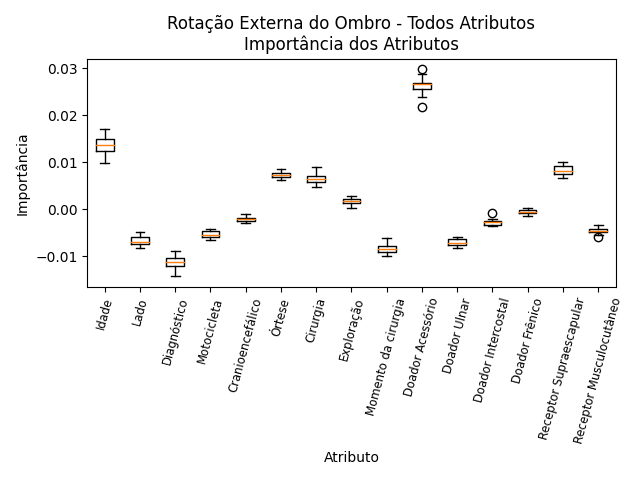 Rotação Externa do Ombro - Todos Atributos
Importância dos Atributos
0.03
0.02
0.01
0.00
−0.01
Importância
Idade
Lado
Diagnóstico
Motocicleta
Cranioencefálico
Órtese
Cirurgia
Exploração
Momento da cirurgia
Doador Acessório
Doador Ulnar
Doador Intercostal
Doador Frênico
Receptor Supraescapular
Receptor Musculocutâneo
Atributo